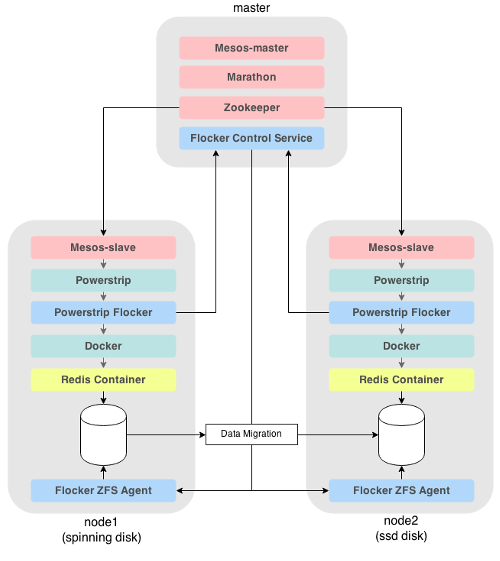 master
Mesos-master
Marathon
Zookeeper
Flocker Control Service
Mesos-slave
Powerstrip
Powerstrip Flocker
Docker
Redis Container
Flocker ZFS Agent
node1
(spinning disk)
Data Migration
Mesos-slave
Powerstrip
Powerstrip Flocker
Docker
Redis Container
Flocker ZFS Agent
node2
(ssd disk)